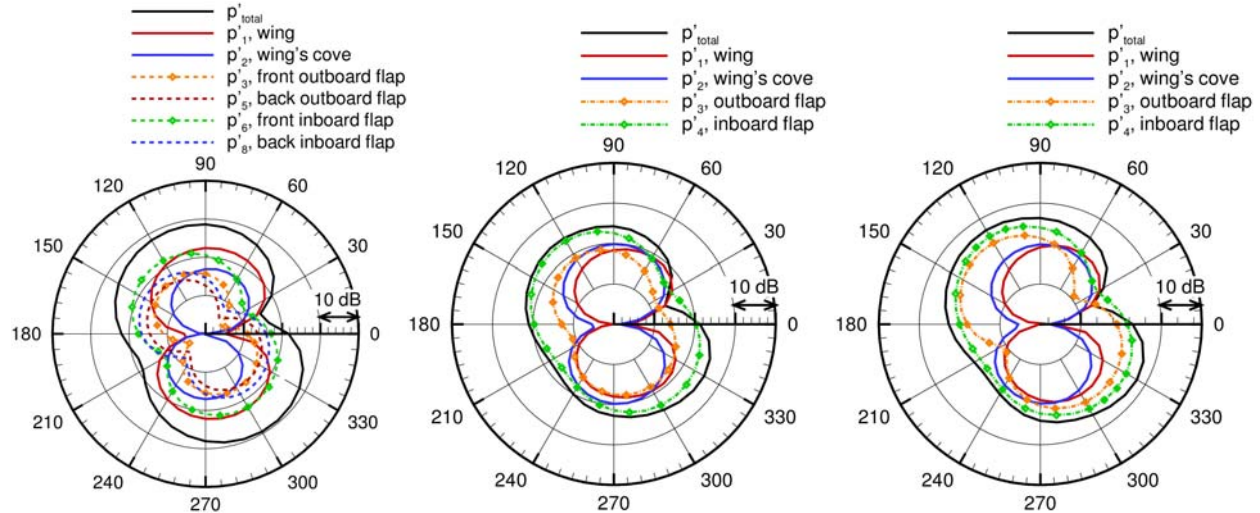 p'total
p'1, wing
p'2, wing's cove
p'3, front outboard flap
p'5, back outboard flap
p'6, front inboard flap
p'8, back inboard flap
90
120
60
150
30
10 dB
180
0
210
330
240
300
270
p'total
p'1, wing
p'2, wing's cove
p'3, outboard flap
p'4, inboard flap
90
120
60
150
30
10 dB
180
0
210
330
240
300
270
p'total
p'1, wing
p'2, wing's cove
p'3, outboard flap
p'4, inboard flap
90
120
60
150
30
10 dB
180
0
210
330
240
300
270